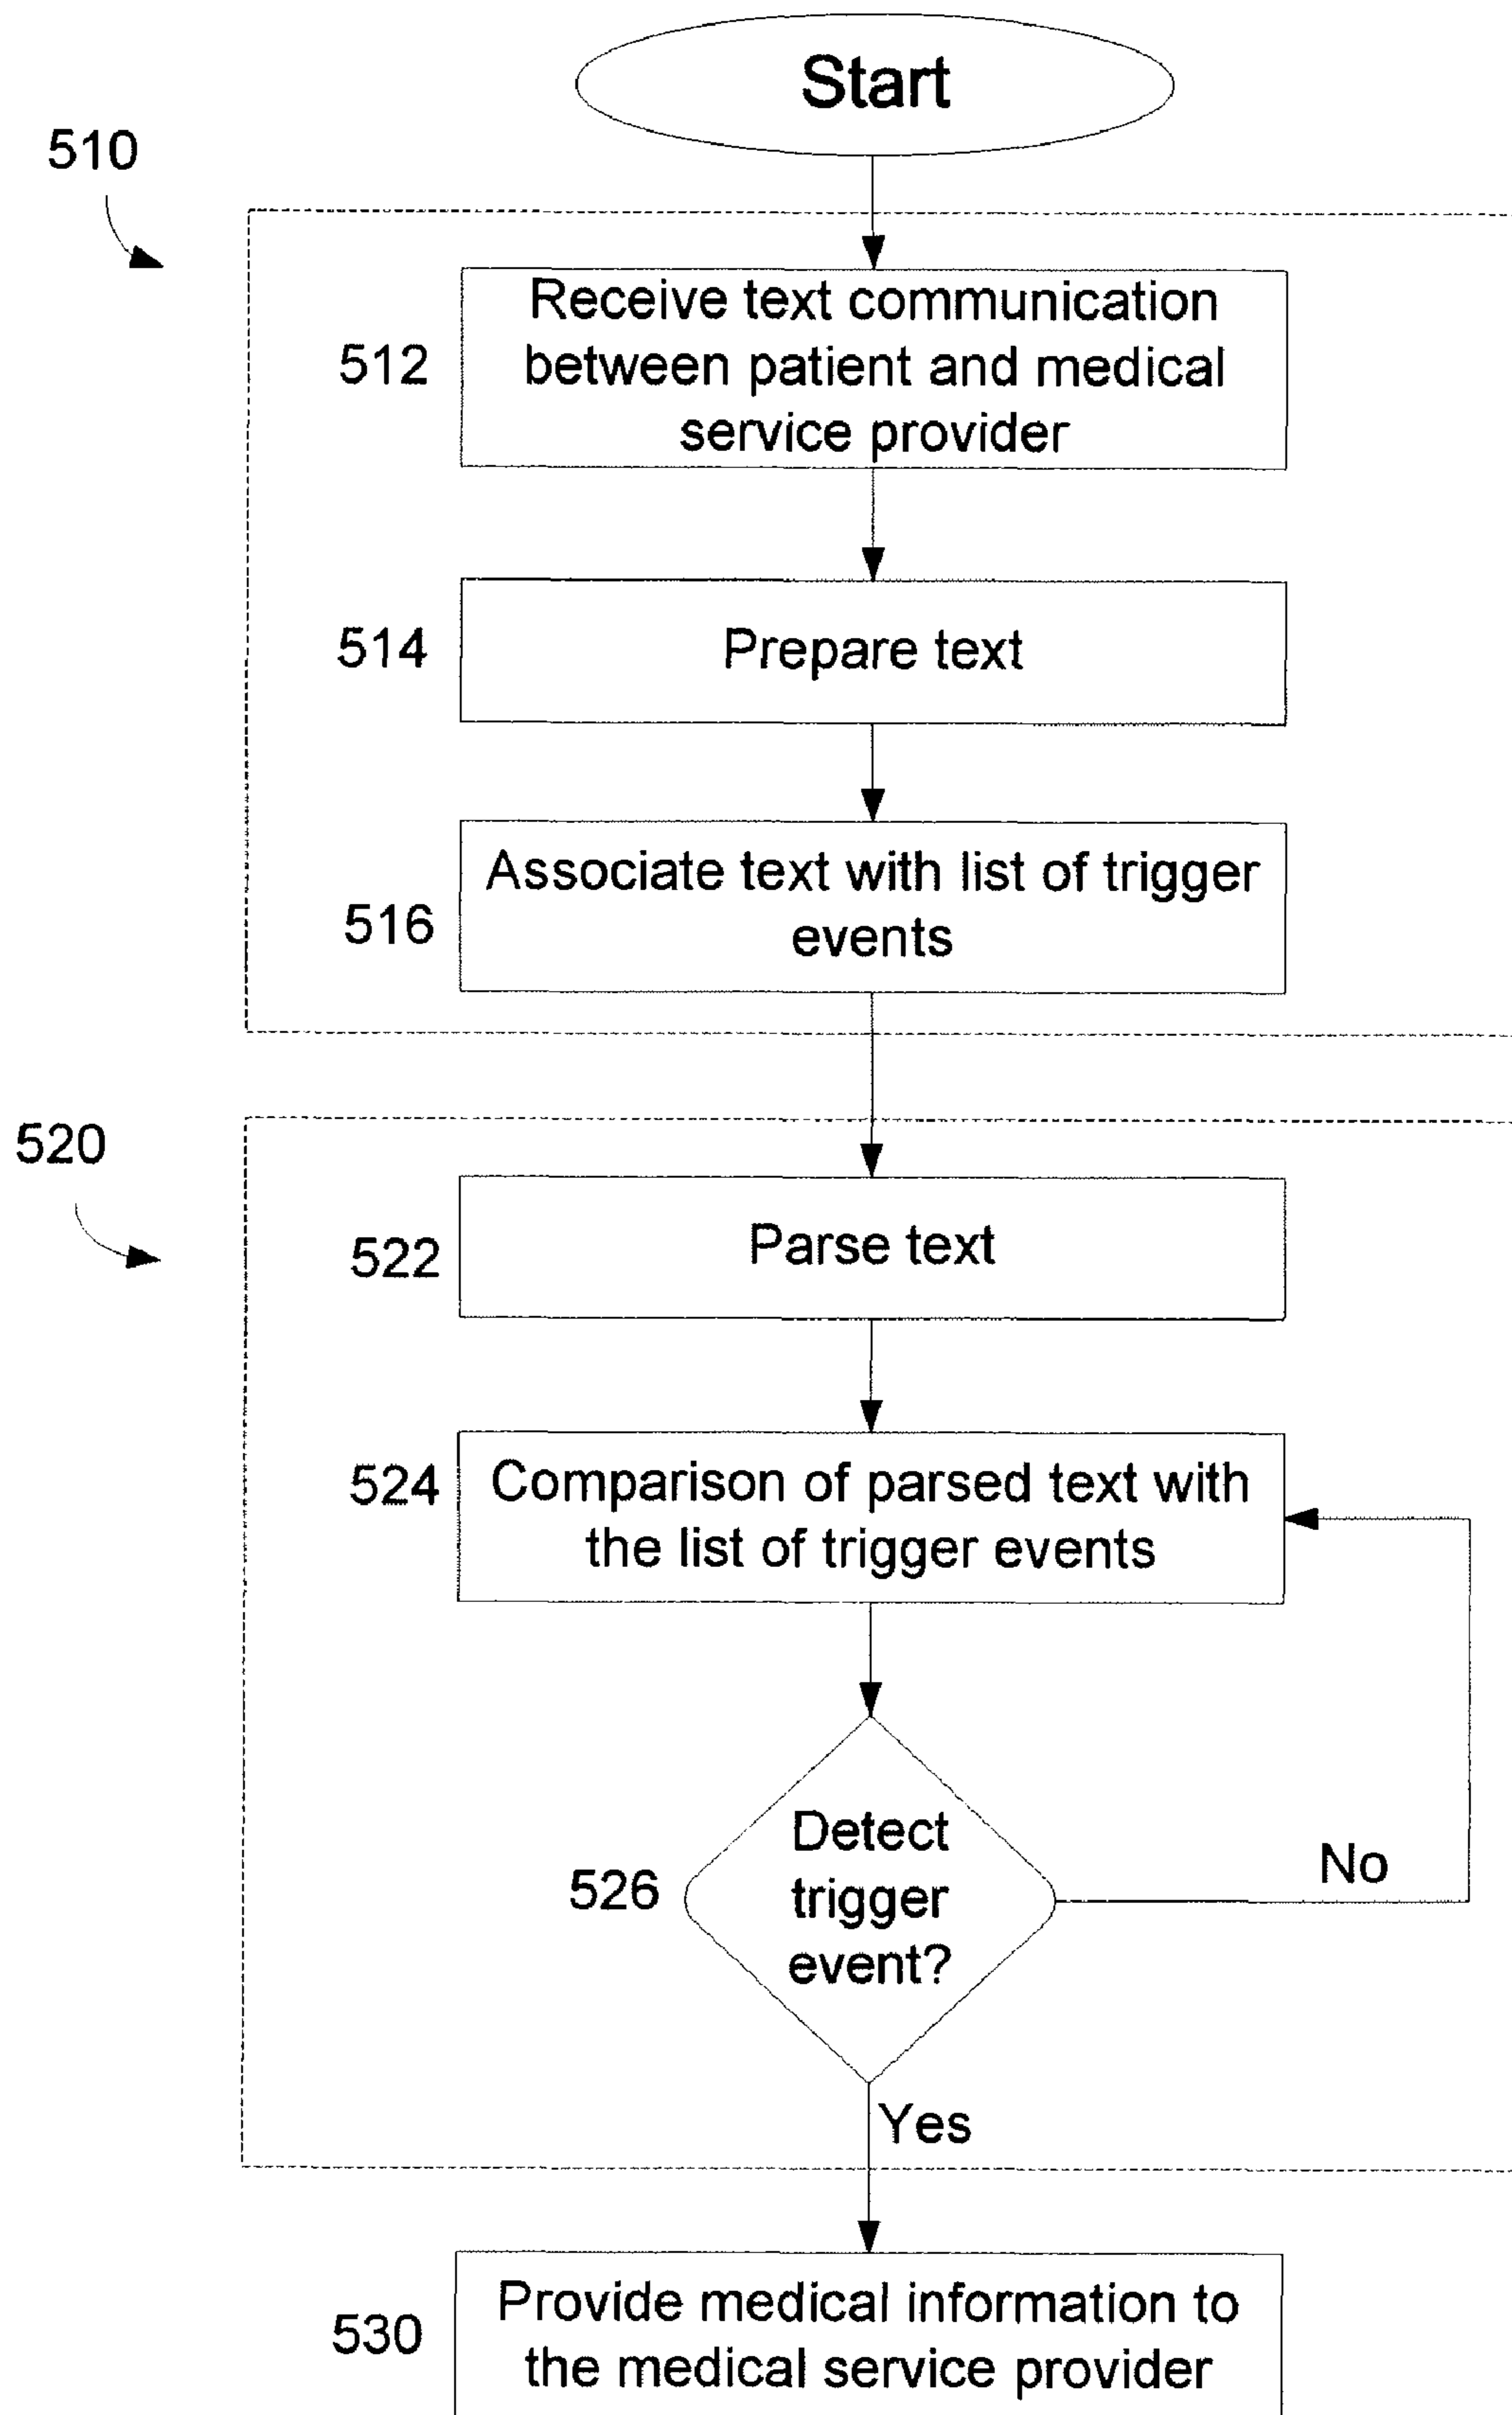 Start
510
Receive text communication
512
between patient and medical
service provider
514
Prepare text
Associate text with list of trigger
516
events
520
522
Parse text
524
Comparison of parsed text with
the list of trigger events
Detect
526
trigger
event?
No
Yes
530
Provide medical information to
the medical service provider